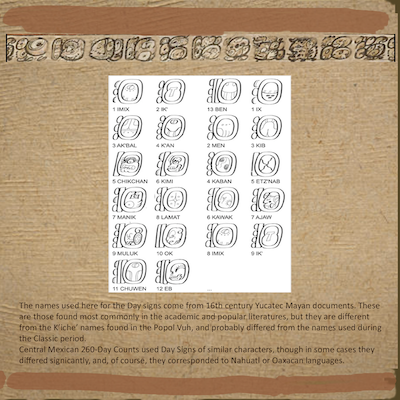 1 IMIX 2 IK' 13 BEN 1 IX
3 AK'BAL 4 K'AN 2 MEN 3 KIB
5 CHIKCHAN 6 KIMI 4 KABAN 5 ETZ'NAB
7 MANIK 8 LAMAT 6 KAWAK 7 AJAW
9 MULUK 10 OK 8 IMIX 9 IK'
11 CHUWEN 12 EB
The names used here for the Day signs come from 16th century Yucatec Mayan documents. These
are those found most commonly in the academic and popular literatures, but they are different
from the K'iche' names found in the Popol Vuh, and probably differed from the names used during
the Classic period.
Central Mexican 260-Day Counts used Day Signs of similar characters, though in some cases they
differed signicantly, and, of course, they corresponded to Nahuatl or Oaxacan languages.